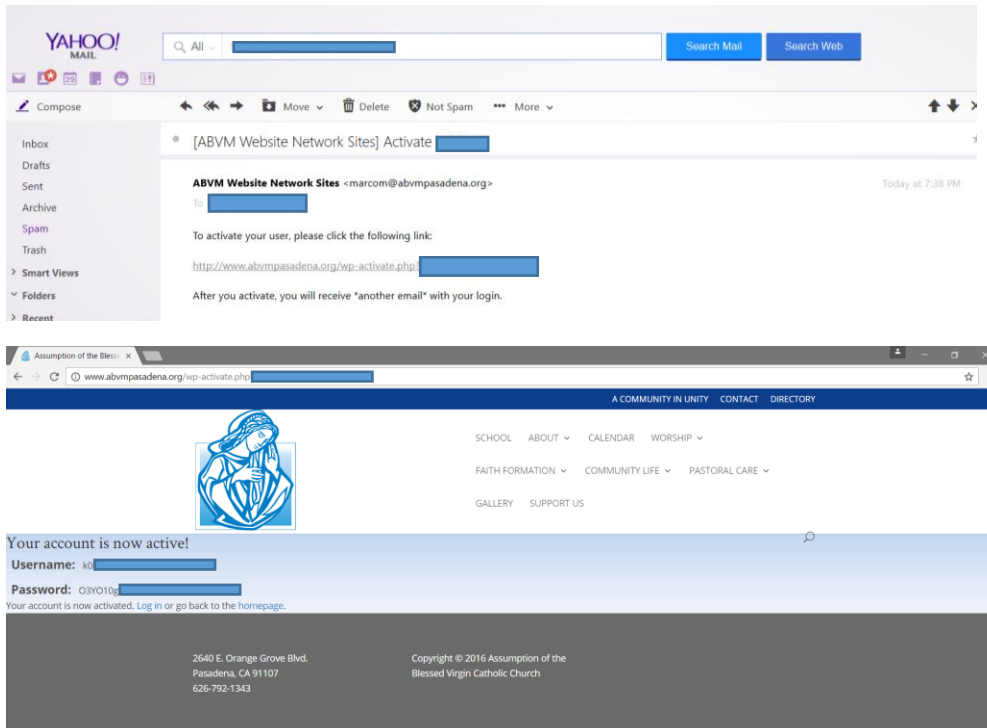 YAHOO!
MAIL
All
Search Mail Search Web
29
Compose
Move Delete Not Spam More
Inbox
Drafts
Sent
Archive
Spam
Trash
Smart Views
Folders
Recent
[ABVM Website Network Sites] Activate
ABVM Website Network Sites <marcom@abvmpasadena.org> Today at 7:38 PM
To
To activate your user, please click the following link:
http://www.abvmpasadena.org/wp-activate.php?
After you activate, you will receive *another email* with your login.
Assumption of the Bless
www.abvmpasadena.org/wp-activate.php
A COMMUNITY IN UNITY CONTACT DIRECTORY
SCHOOL ABOUT CALENDAR WORSHIP
FAITH FORMATION COMMUNITY LIFE PASTORAL CARE
GALLERY SUPPORT US
Your account is now active!
Username: k0
Password: O3YO10g
Your account is now activated. Log in or go back to the homepage.
2640 E. Orange Grove Blvd.
Pasadena, CA 91107
626-792-1343
Copyright © 2016 Assumption of the
Blessed Virgin Catholic Church